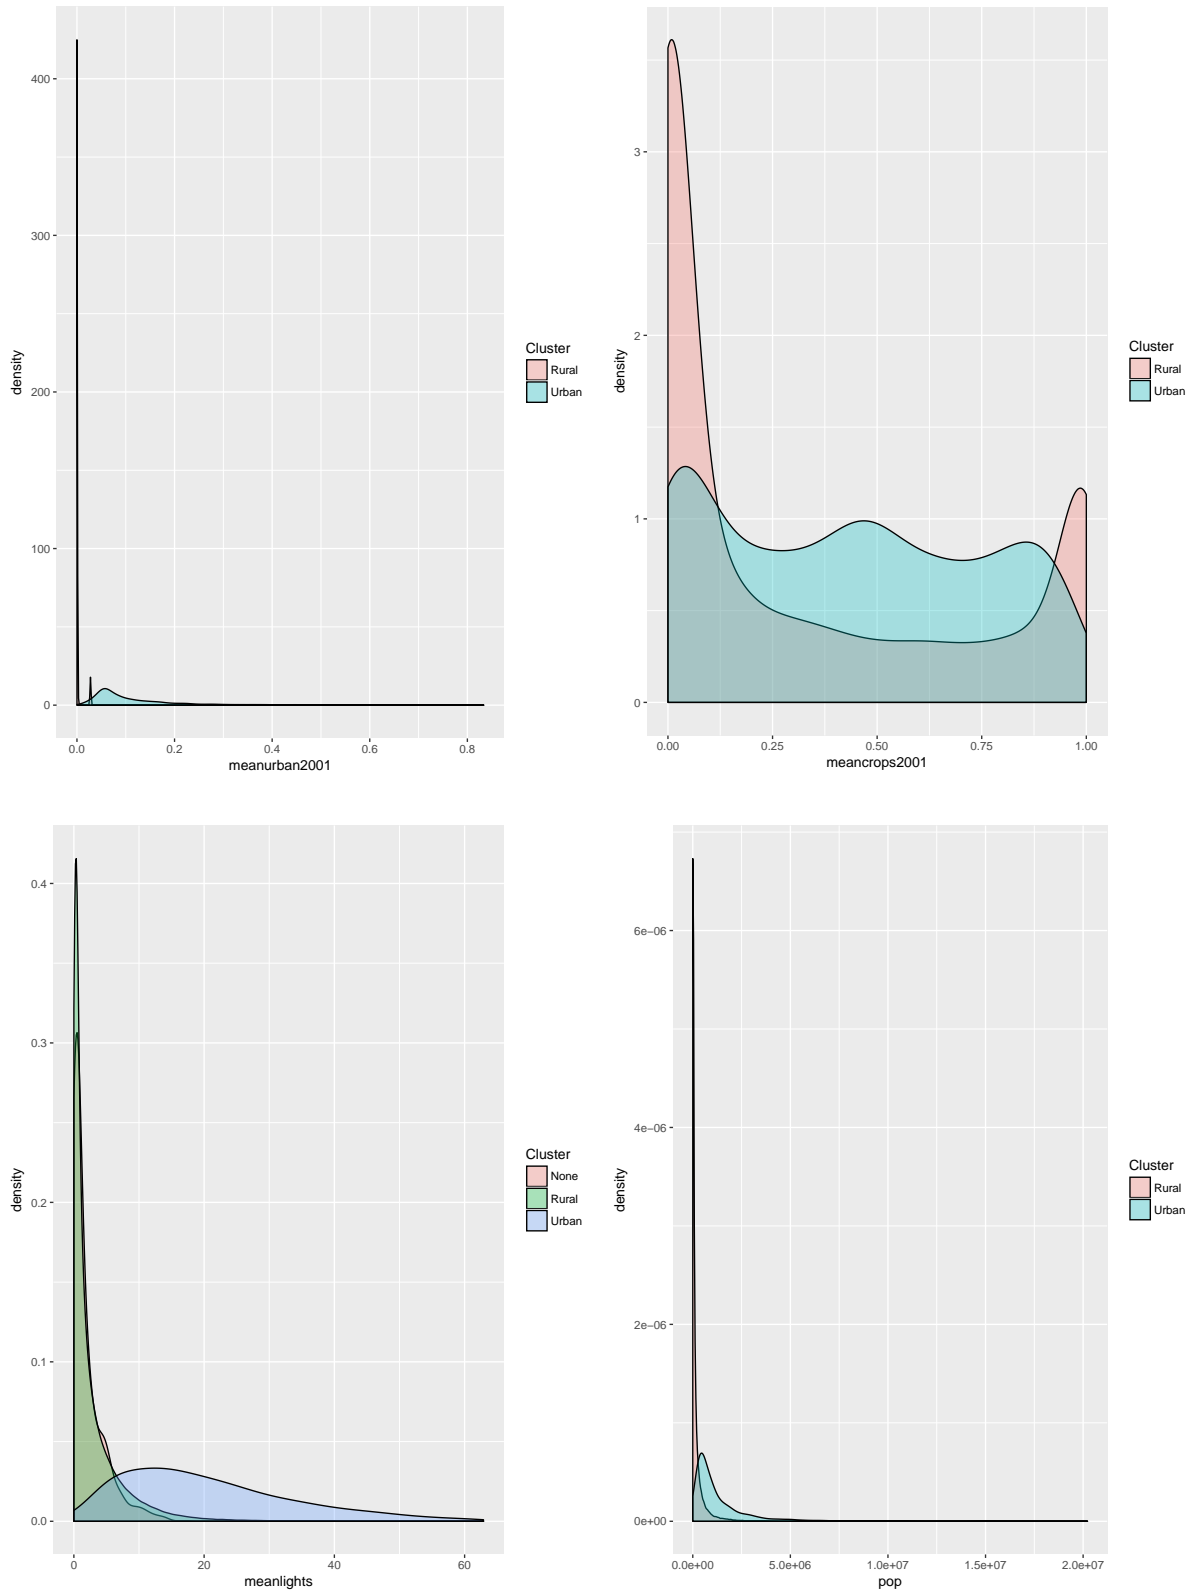 400
300
200
100
0
density
0.0 0.2 0.4 0.6 0.8
meanurban2001
Cluster
Rural
Urban
3
2
1
0
density
0.00 0.25 0.50 0.75 1.00
meancrops2001
Cluster
Rural
Urban
0.4
0.3
0.2
0.1
0.0
density
0 20 40 60
meanlights
Cluster
None
Rural
Urban
6e−06
4e−06
2e−06
0e+00
density
0.0e+00 5.0e+06 1.0e+07 1.5e+07 2.0e+07
pop
Cluster
Rural
Urban